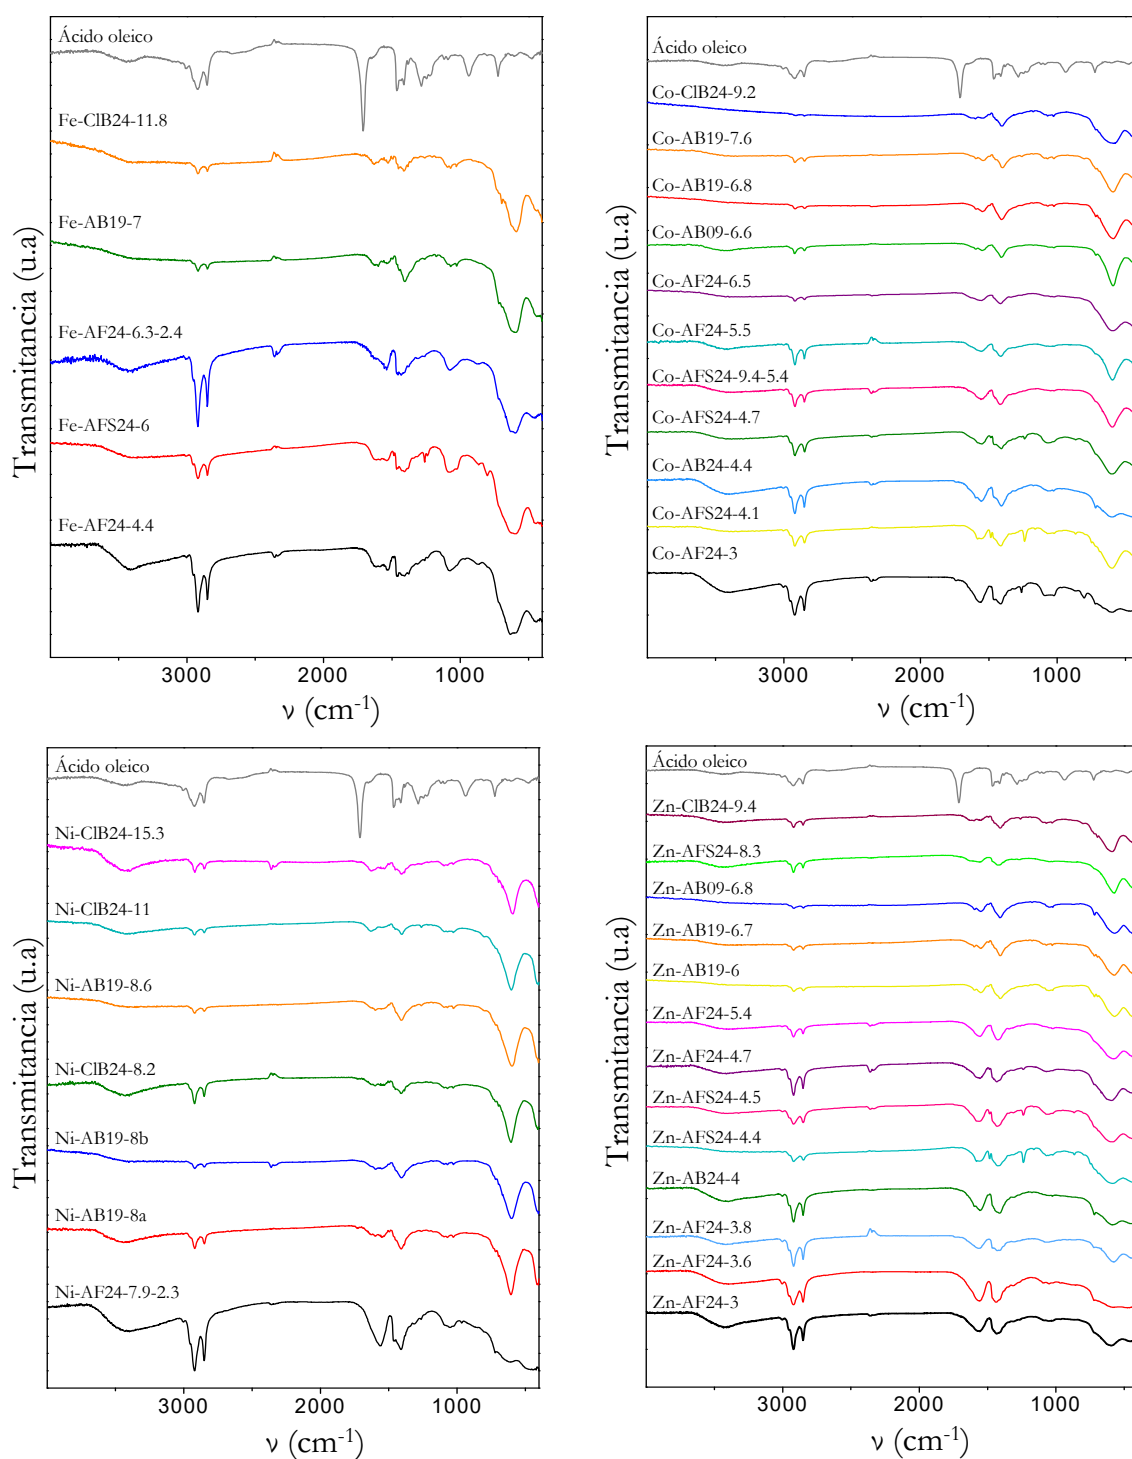 Ácido oleico
Fe-ClB24-11.8
Fe-AB19-7
Fe-AF24-6.3-2.4
Fe-AFS24-6
Fe-AF24-4.4
Transmitancia (u.a)
3000 2000 1000
ν (cm-1)
Ácido oleico
Co-ClB24-9.2
Co-AB19-7.6
Co-AB19-6.8
Co-AB09-6.6
Co-AF24-6.5
Co-AF24-5.5
Co-AFS24-9.4-5.4
Co-AFS24-4.7
Co-AB24-4.4
Co-AFS24-4.1
Co-AF24-3
Transmitancia (u.a)
3000 2000 1000
ν (cm-1)
Ácido oleico
Ni-ClB24-15.3
Ni-ClB24-11
Ni-AB19-8.6
Ni-ClB24-8.2
Ni-AB19-8b
Ni-AB19-8a
Ni-AF24-7.9-2.3
Transmitancia (u.a)
3000 2000 1000
ν (cm-1)
Ácido oleico
Zn-ClB24-9.4
Zn-AFS24-8.3
Zn-AB09-6.8
Zn-AB19-6.7
Zn-AB19-6
Zn-AF24-5.4
Zn-AF24-4.7
Zn-AFS24-4.5
Zn-AFS24-4.4
Zn-AB24-4
Zn-AF24-3.8
Zn-AF24-3.6
Zn-AF24-3
Transmitancia (u.a)
3000 2000 1000
ν (cm-1)